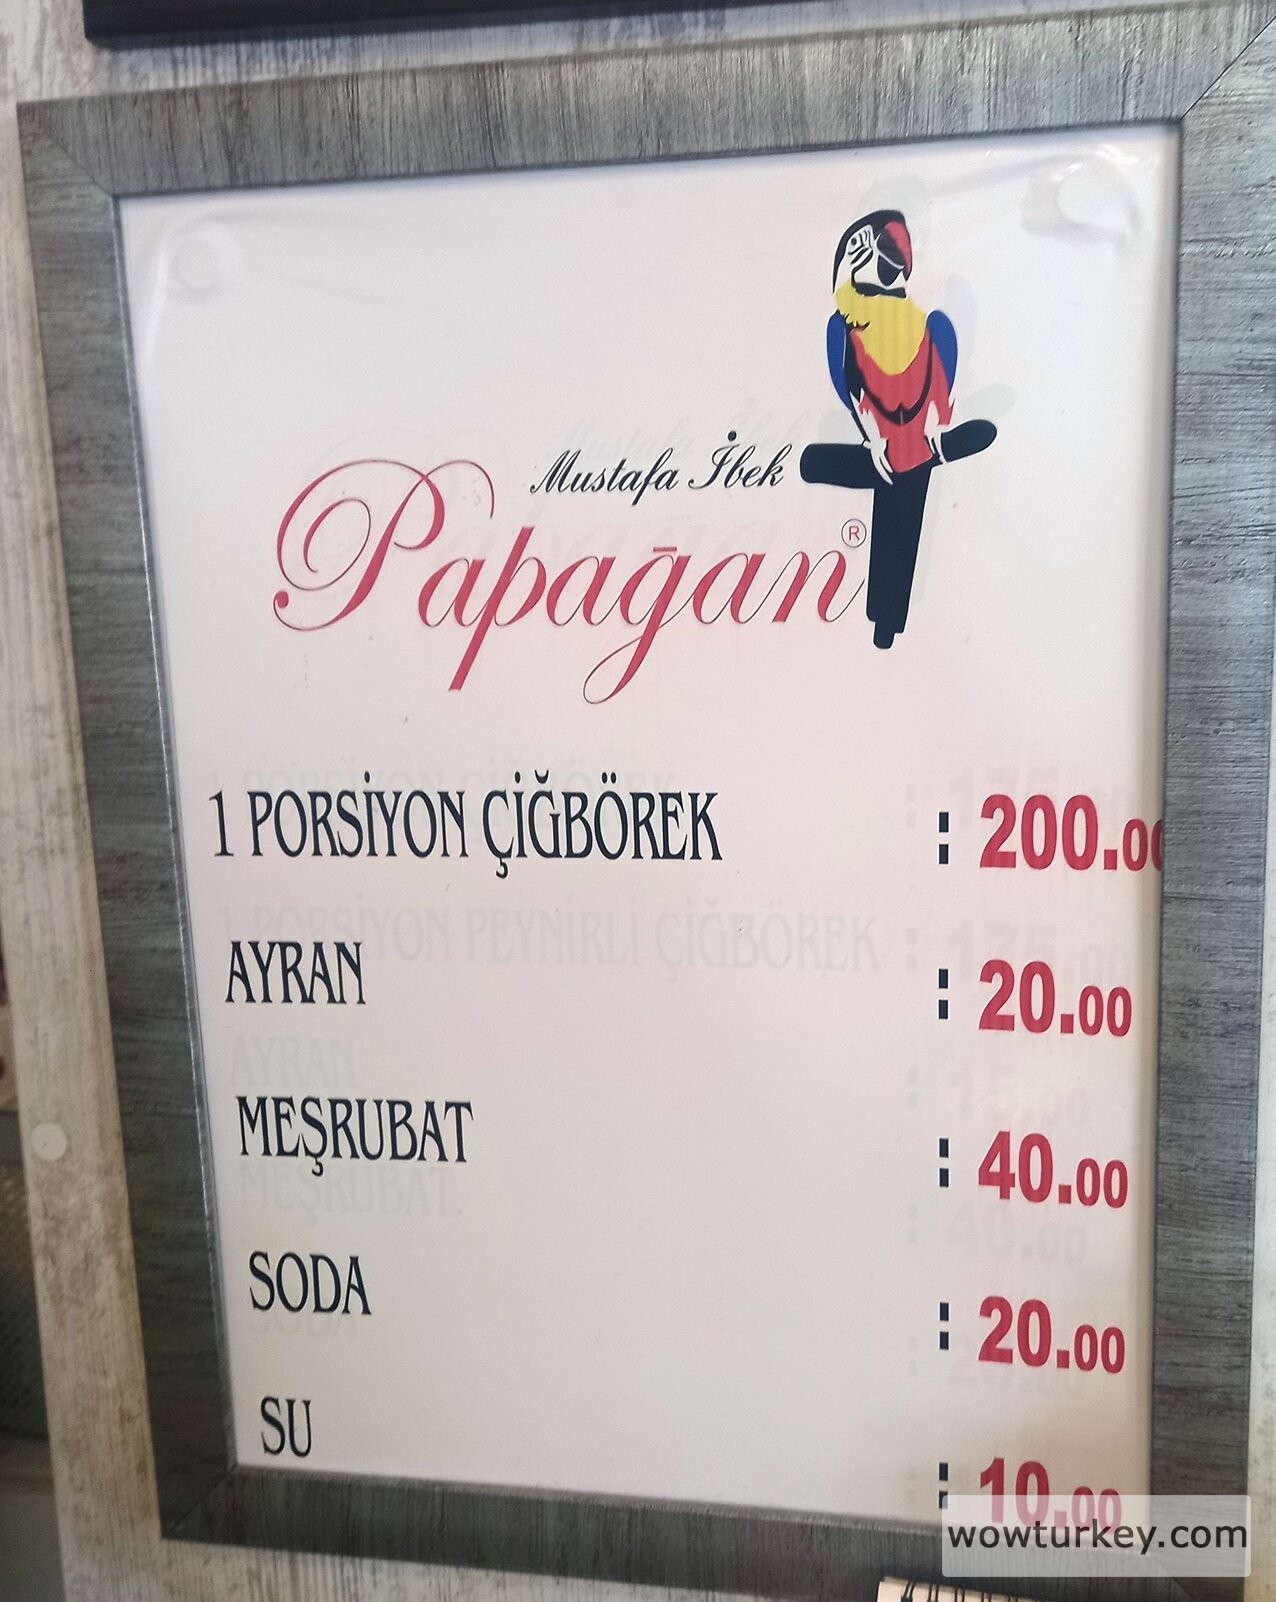 Mustafa İbek
Papağan®
1 PORSİYON ÇİĞBÖREK : 200.00
AYRAN : 20.00
MEŞRUBAT : 40.00
SODA : 20.00
SU : 10.00
wowturkey.com